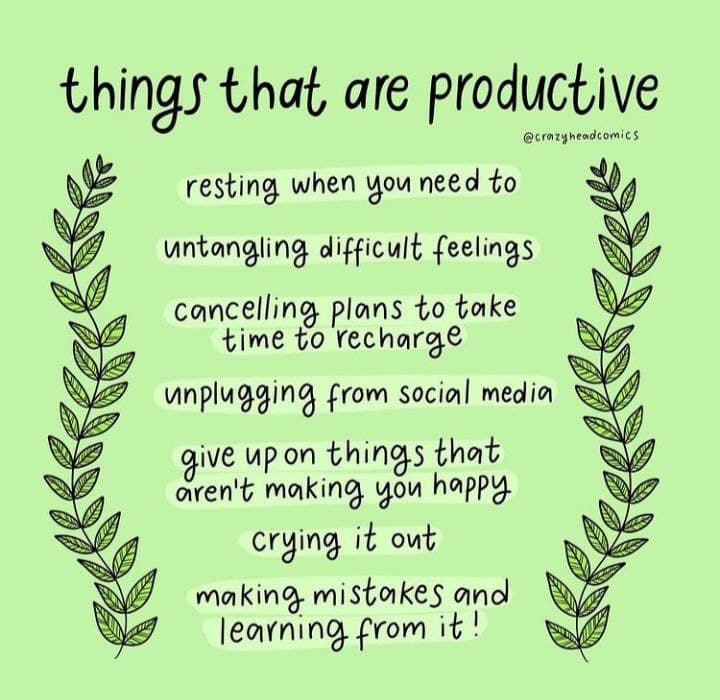 things that are productive
@crazyheadcomics
resting when you need to
untangling difficult feelings
cancelling plans to take
time to recharge
unplugging from social media
give up on things that
aren't making you happy
crying it out
making mistakes and
learning from it!